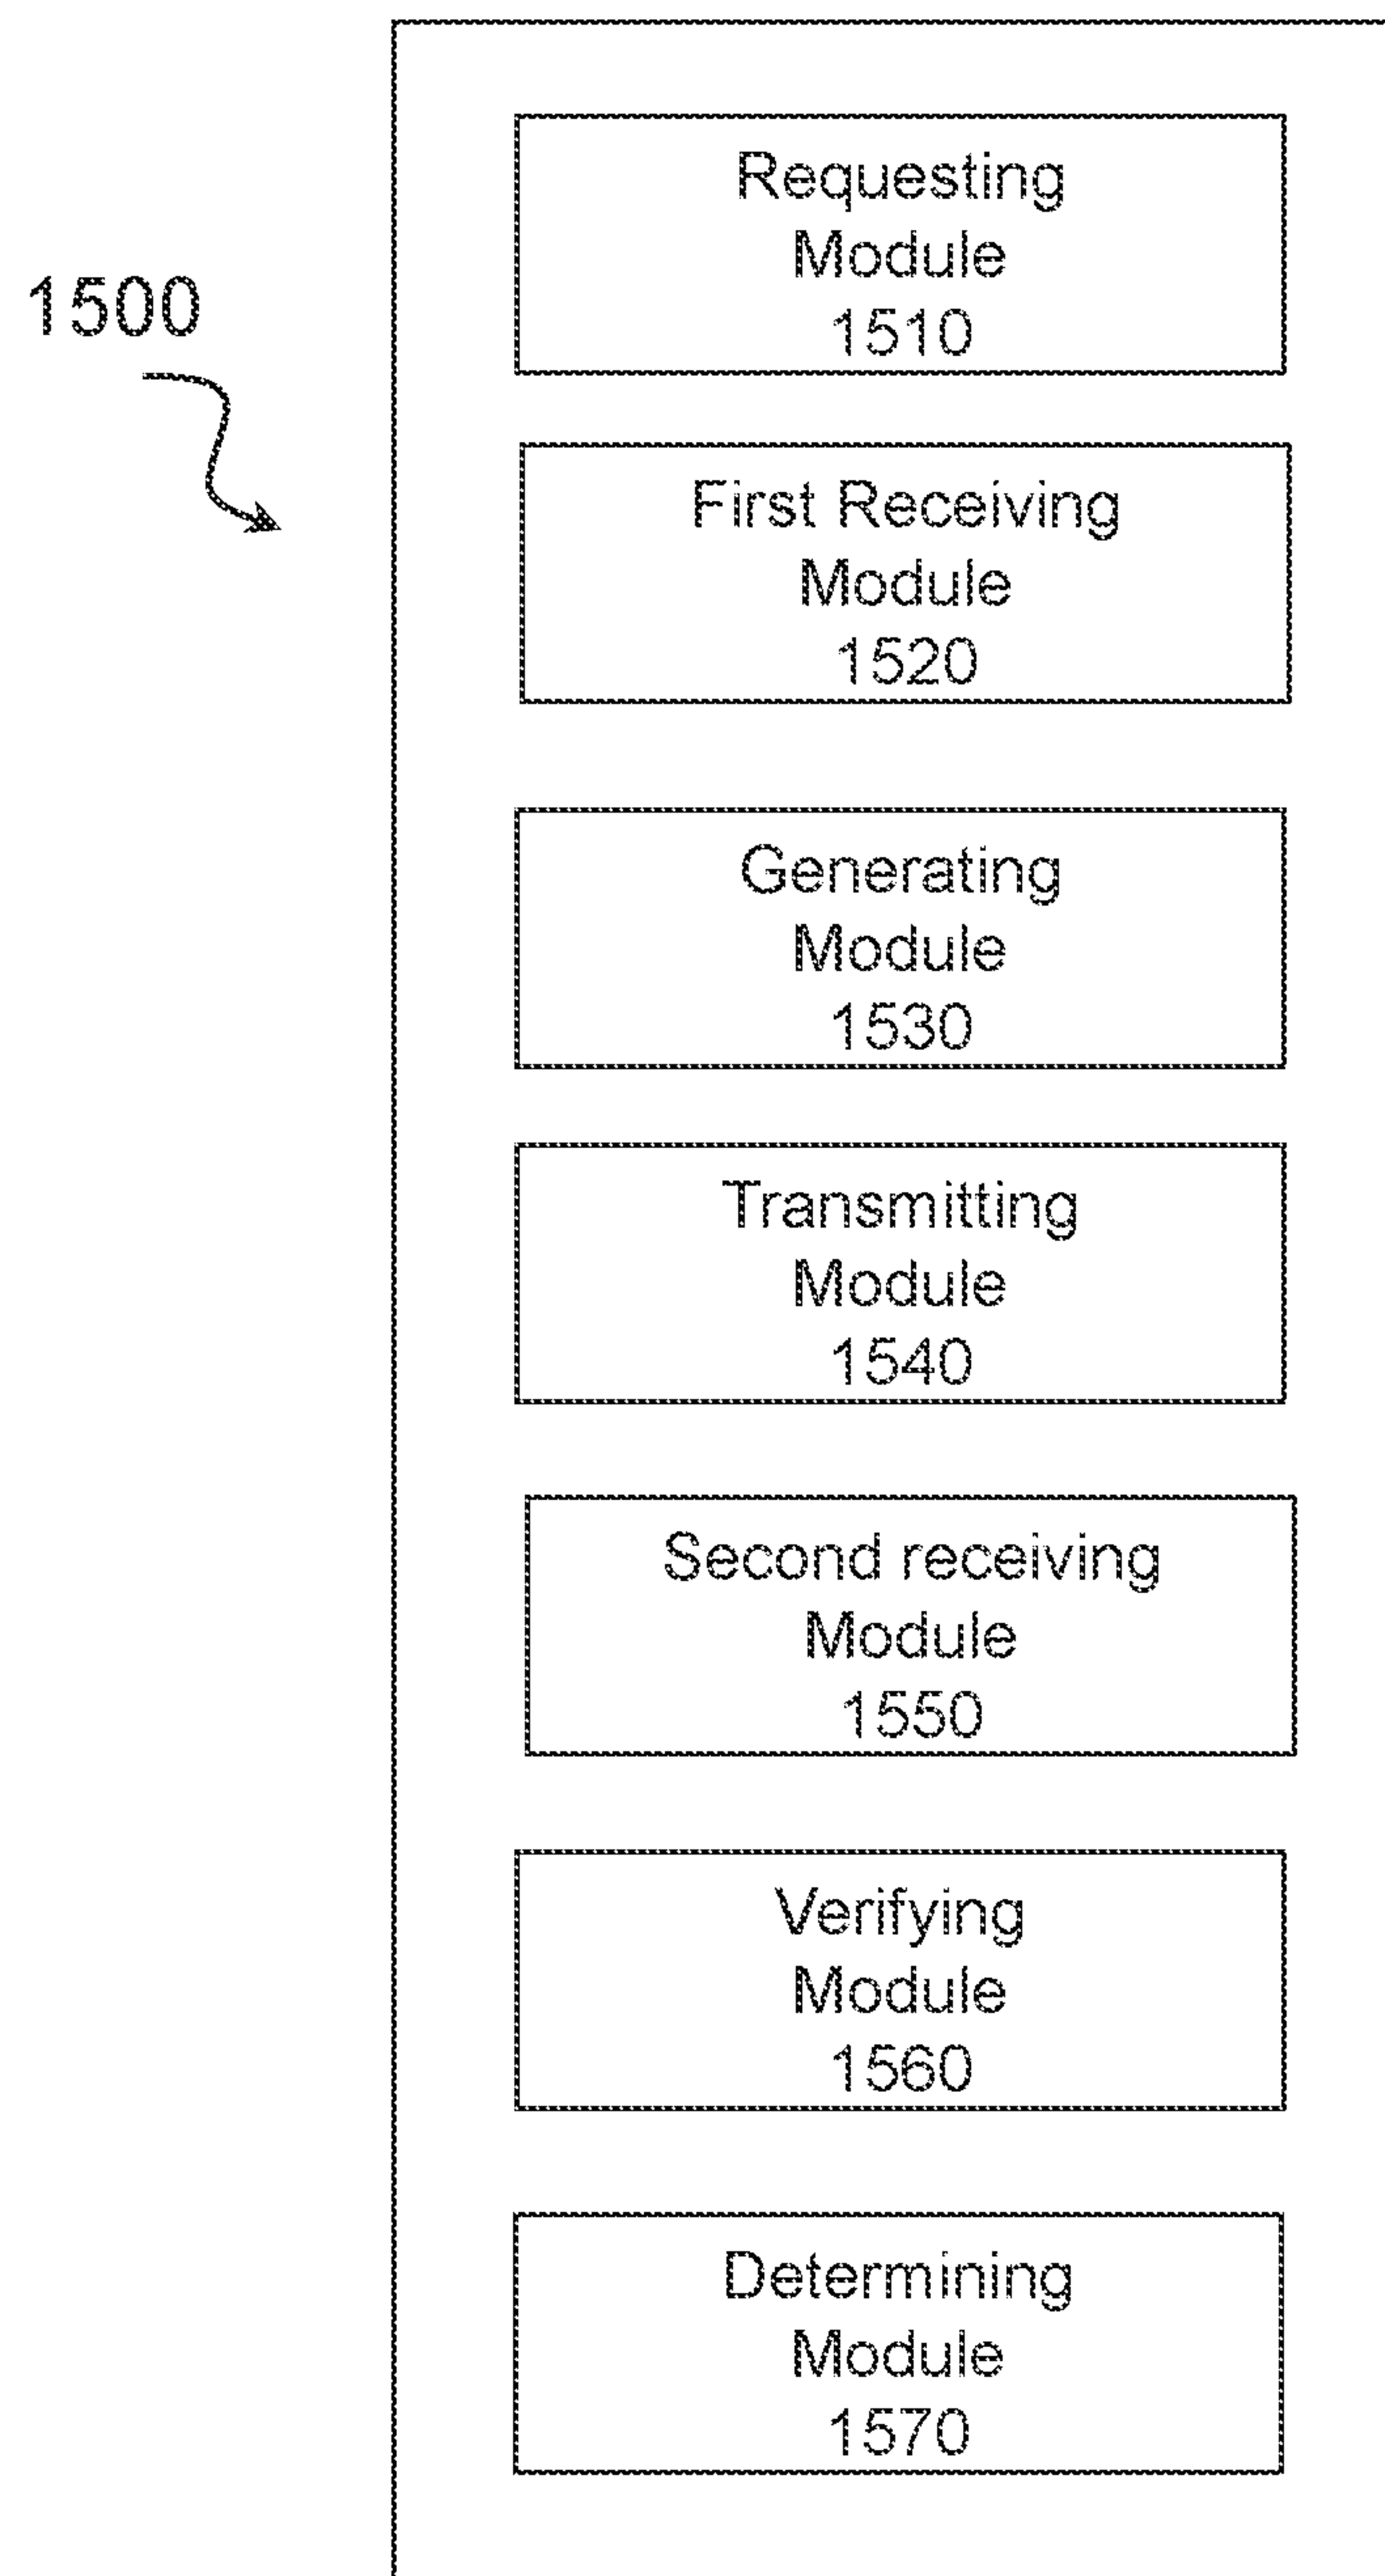 1500
Requesting
Module
1510
First Receiving
Module
1520
Generating
Module
1530
Transmitting
Module
1540
Second receiving
Module
1550
Verifying
Module
1560
Determining
Module
1570